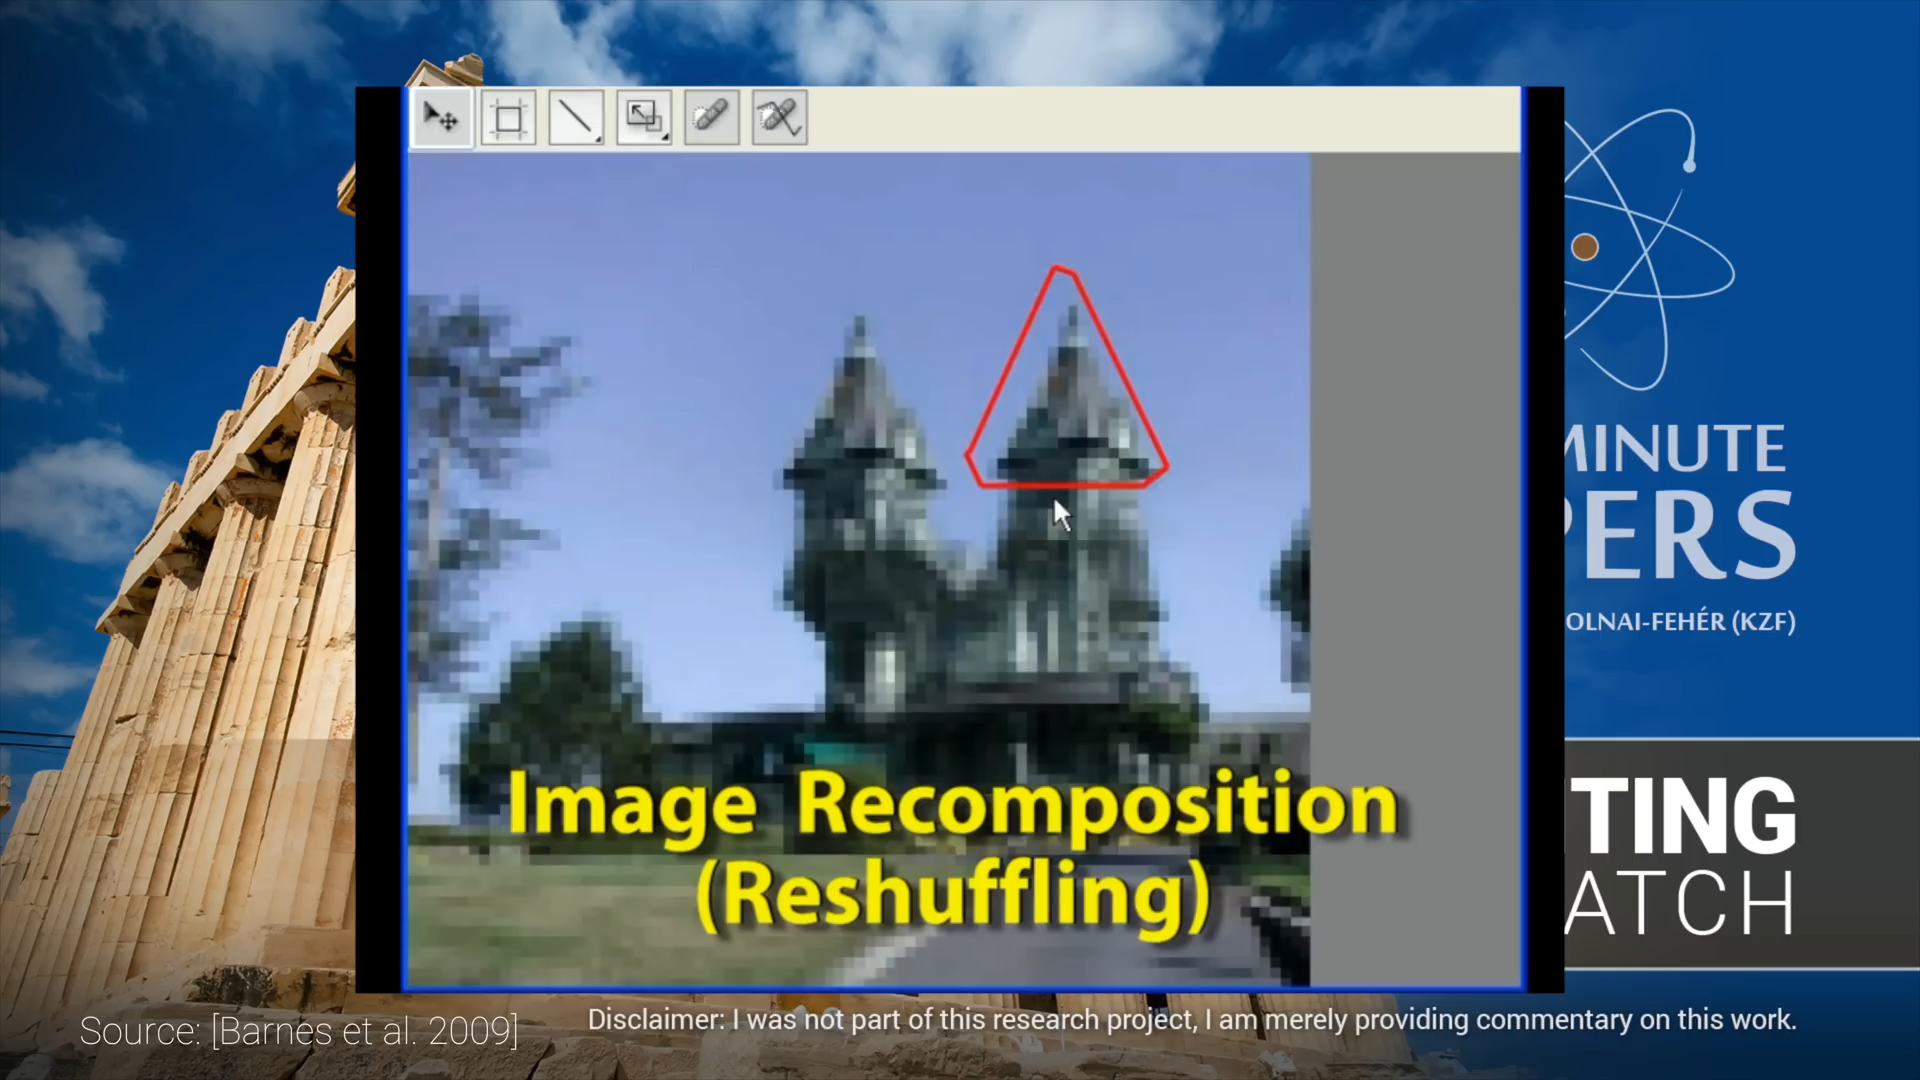 Image Recomposition
(Reshuffling)
MINUTE
PERS
OLNAI-FEHÉR (KZF)
TING
ATCH
Source: [Barnes et al. 2009]
Disclaimer: I was not part of this research project, I am merely providing commentary on this work.